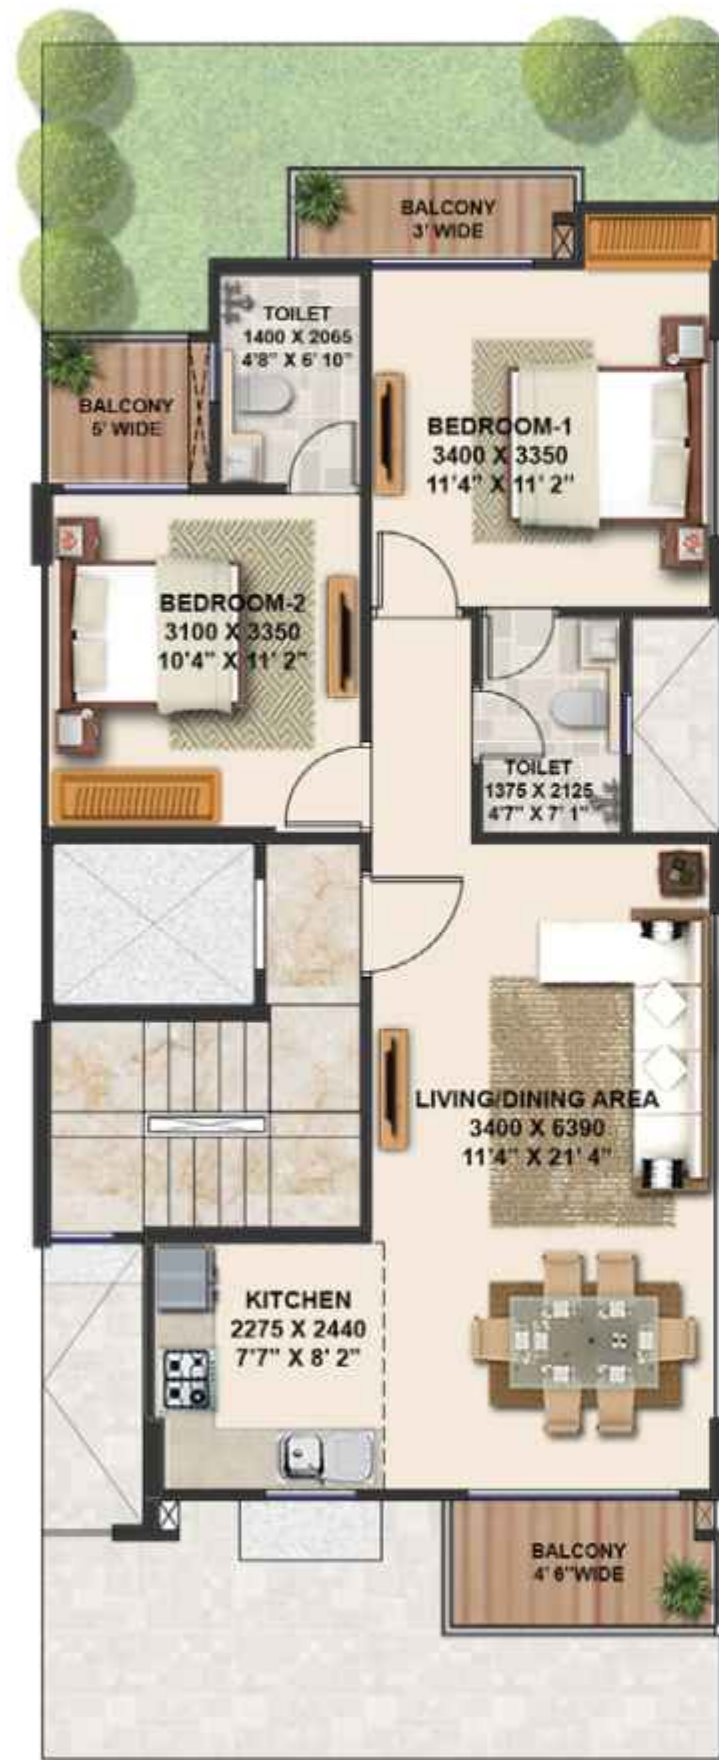 BALCONY
3' WIDE
TOILET
1400 X 2065
4'8" X 6' 10"
BALCONY
5' WIDE
BEDROOM-1
3400 X 3350
11'4" X 11' 2"
BEDROOM-2
3100 X 3350
10'4" X 11' 2"
TOILET
1375 X 2125
4'7" X 7' 1"
LIVING/DINING AREA
3400 X 6390
11'4" X 21' 4"
KITCHEN
2275 X 2440
7'7" X 8' 2"
BALCONY
4' 6"WIDE